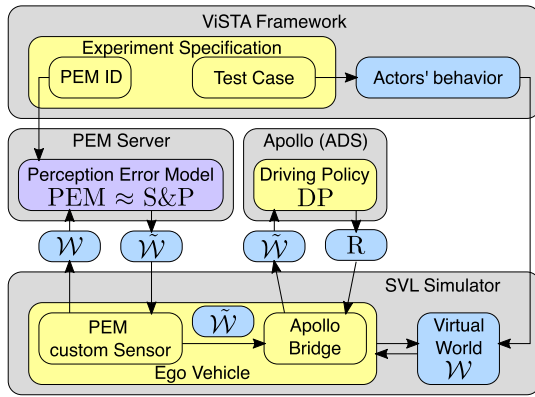 ViSTA Framework
Experiment Specification
PEM ID
Test Case
Actors' behavior
PEM Server
Perception Error Model
PEM ≈ S&P
Apollo (ADS)
Driving Policy
DP
𝒲
𝒲̃
𝒲̃
R
SVL Simulator
PEM
custom Sensor
𝒲̃
Apollo
Bridge
Ego Vehicle
Virtual
World
𝒲